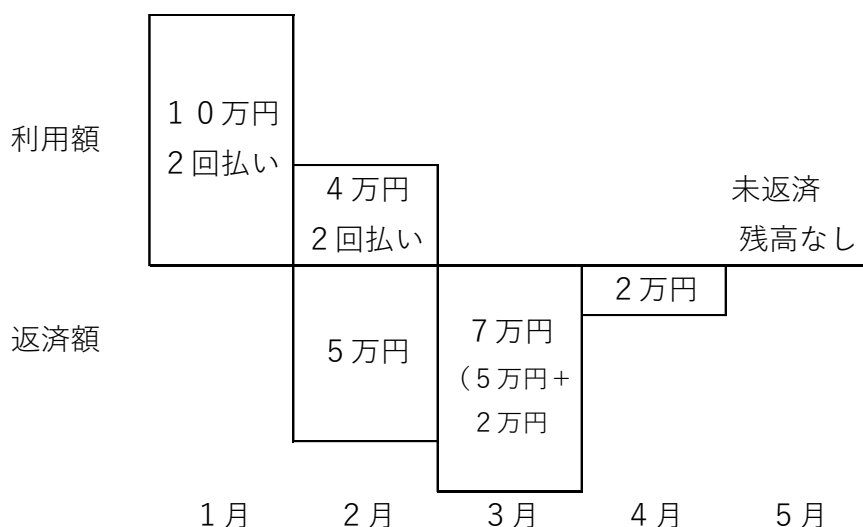 利用額
１０万円
２回払い
４万円
２回払い
未返済
残高なし
返済額
５万円
７万円
（５万円＋
２万円
２万円
１月
２月
３月
４月
５月